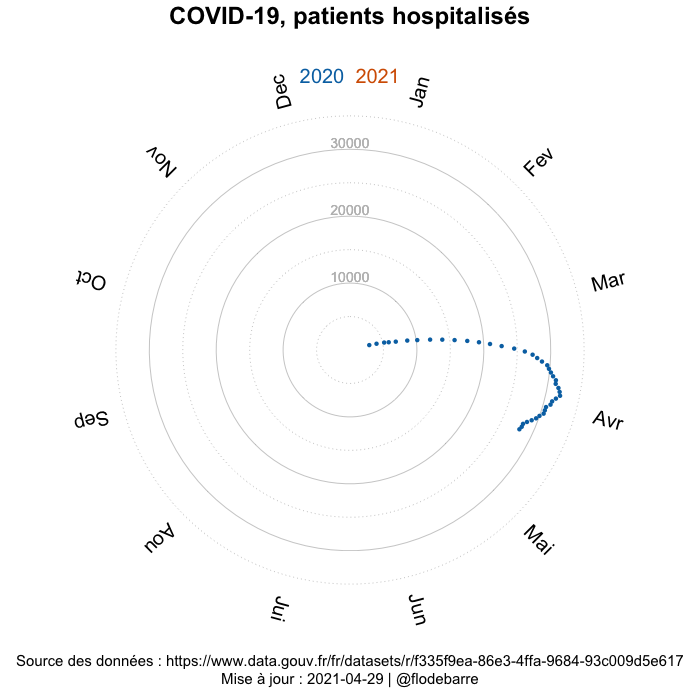 COVID-19, patients hospitalisés
2020 2021
Jan
Fev
Mar
Avr
Mai
Jun
Jui
Aou
Sep
Oct
Nov
Dec
30000
20000
10000
Source des données : https://www.data.gouv.fr/fr/datasets/r/f335f9ea-86e3-4ffa-9684-93c009d5e617
Mise à jour : 2021-04-29 | @flodebarre